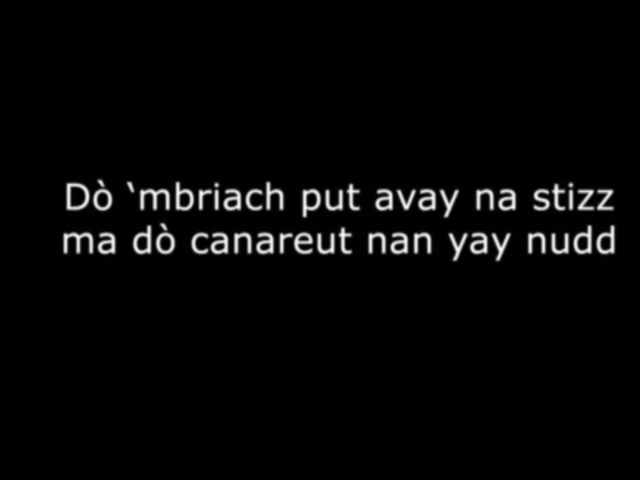 Dò ‘mbriach put avay na stizz
ma dò canareut nan yay nudd